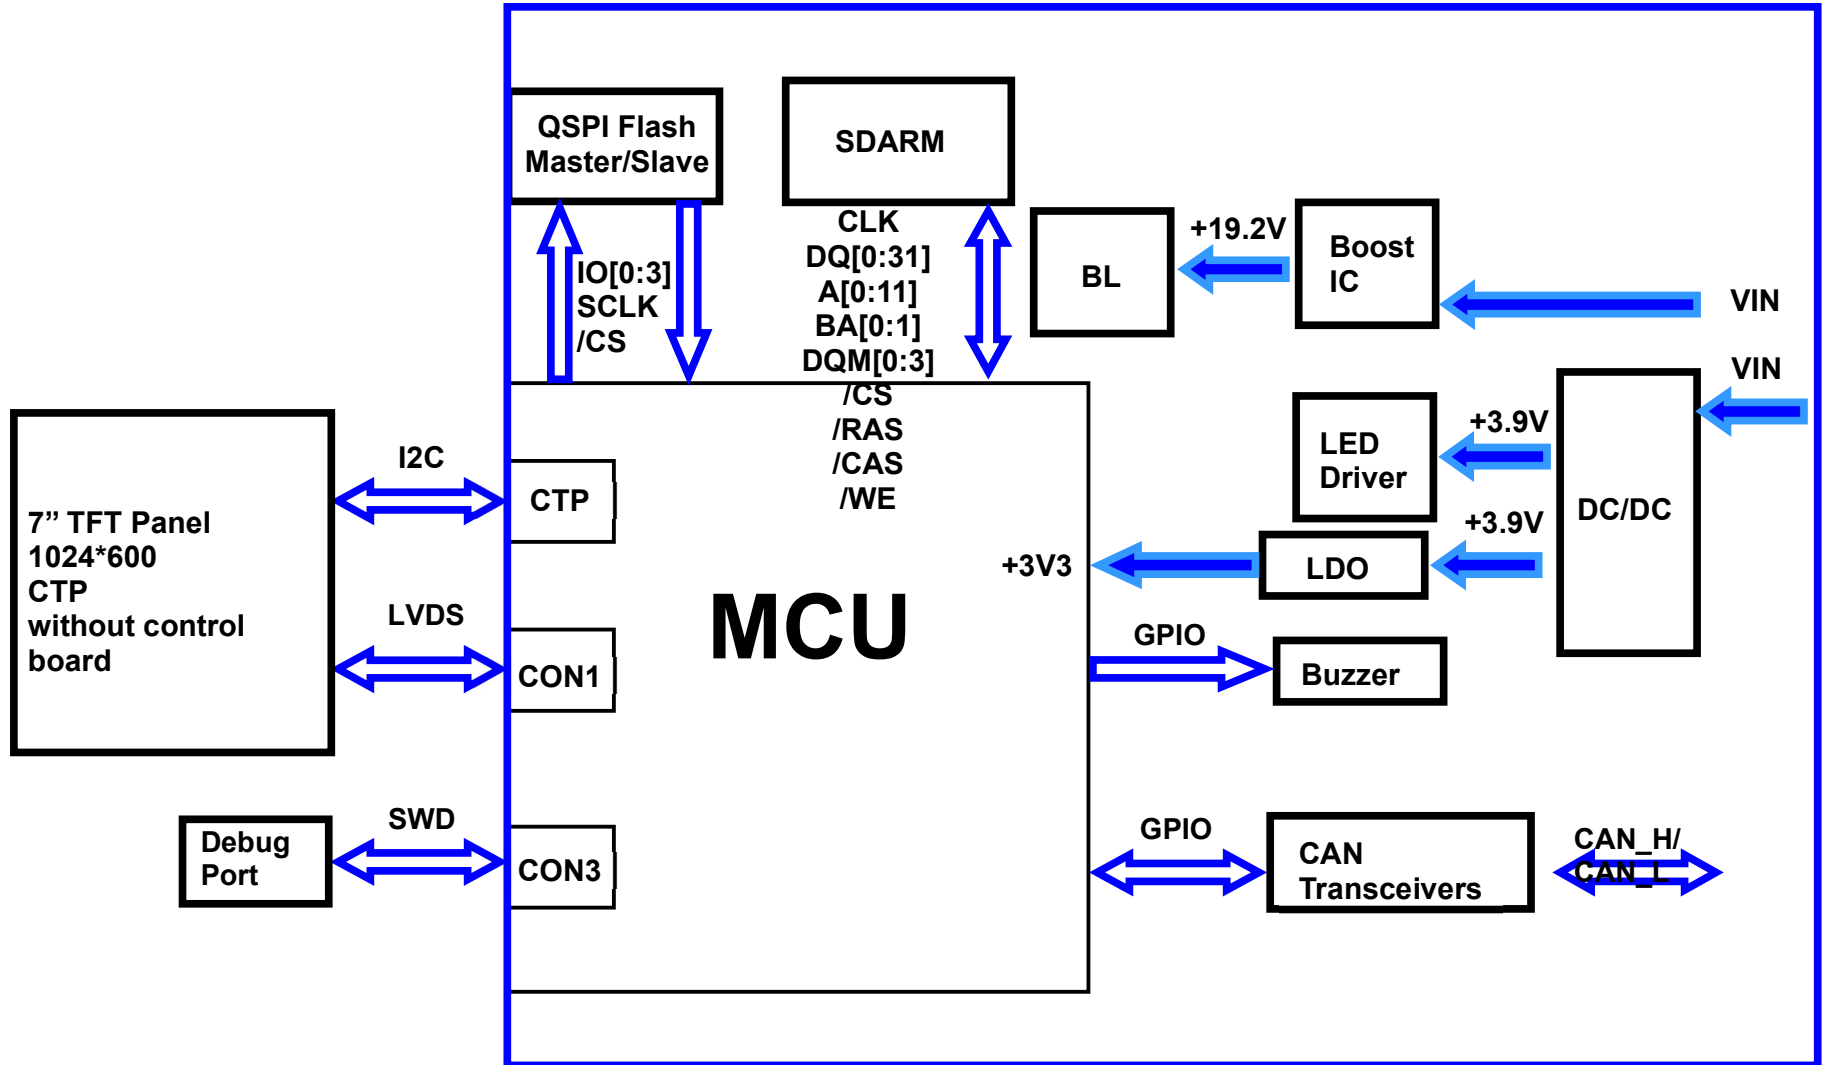 QSPI Flash
Master/Slave
SDARM
IO[0:3]
SCLK
/CS
CLK
DQ[0:31]
A[0:11]
BA[0:1]
DQM[0:3]
/CS
/RAS
/CAS
/WE
BL
+19.2V
Boost
IC
VIN
VIN
LED
Driver
+3.9V
DC/DC
+3.9V
LDO
+3V3
MCU
GPIO
Buzzer
GPIO
CAN
Transceivers
CAN_H/
CAN_L
I2C
CTP
7” TFT Panel
1024*600
CTP
without control
board
LVDS
CON1
SWD
CON3
Debug
Port